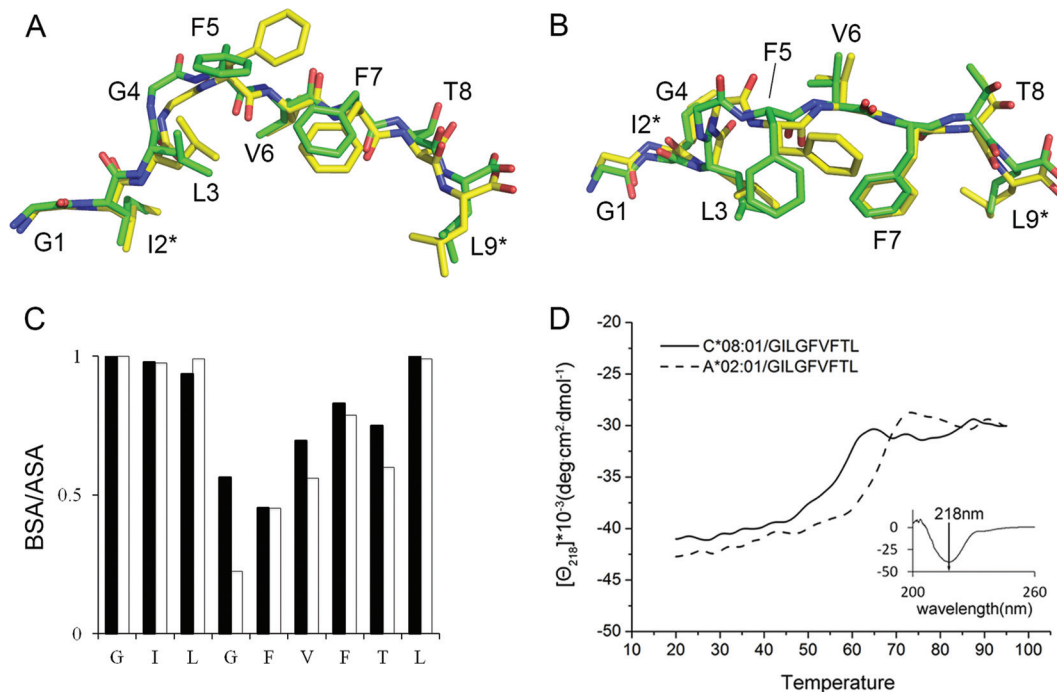 A
F5
G4
F7
T8
V6
L3
G1
I2*
L9*
B
V6
F5
G4
T8
I2*
G1
L3
F7
L9*
C
BSA/ASA
1
0.5
0
G I L G F V F T L
D
C*08:01/GILGFVFTL
A*02:01/GILGFVFTL
[Θ218]*10-3(deg·cm2·dmol-1)
-20
-25
-30
-35
-40
-45
-50
10 20 30 40 50 60 70 80 90 100
Temperature
218nm
0
-25
-50
200 260
wavelength(nm)